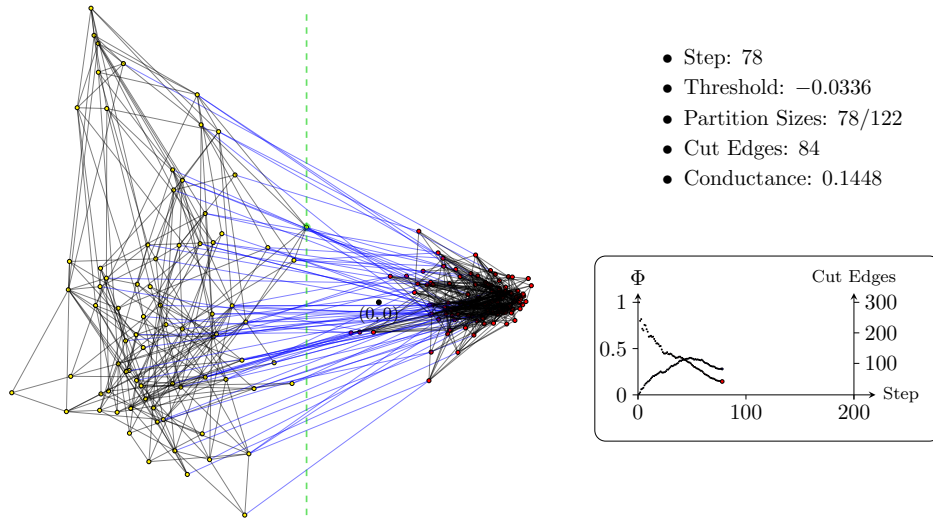 • Step: 78
• Threshold: −0.0336
• Partition Sizes: 78/122
• Cut Edges: 84
• Conductance: 0.1448
(0, 0)
Φ Cut Edges
1 300
200
0.5 100
0 Step
0 100 200